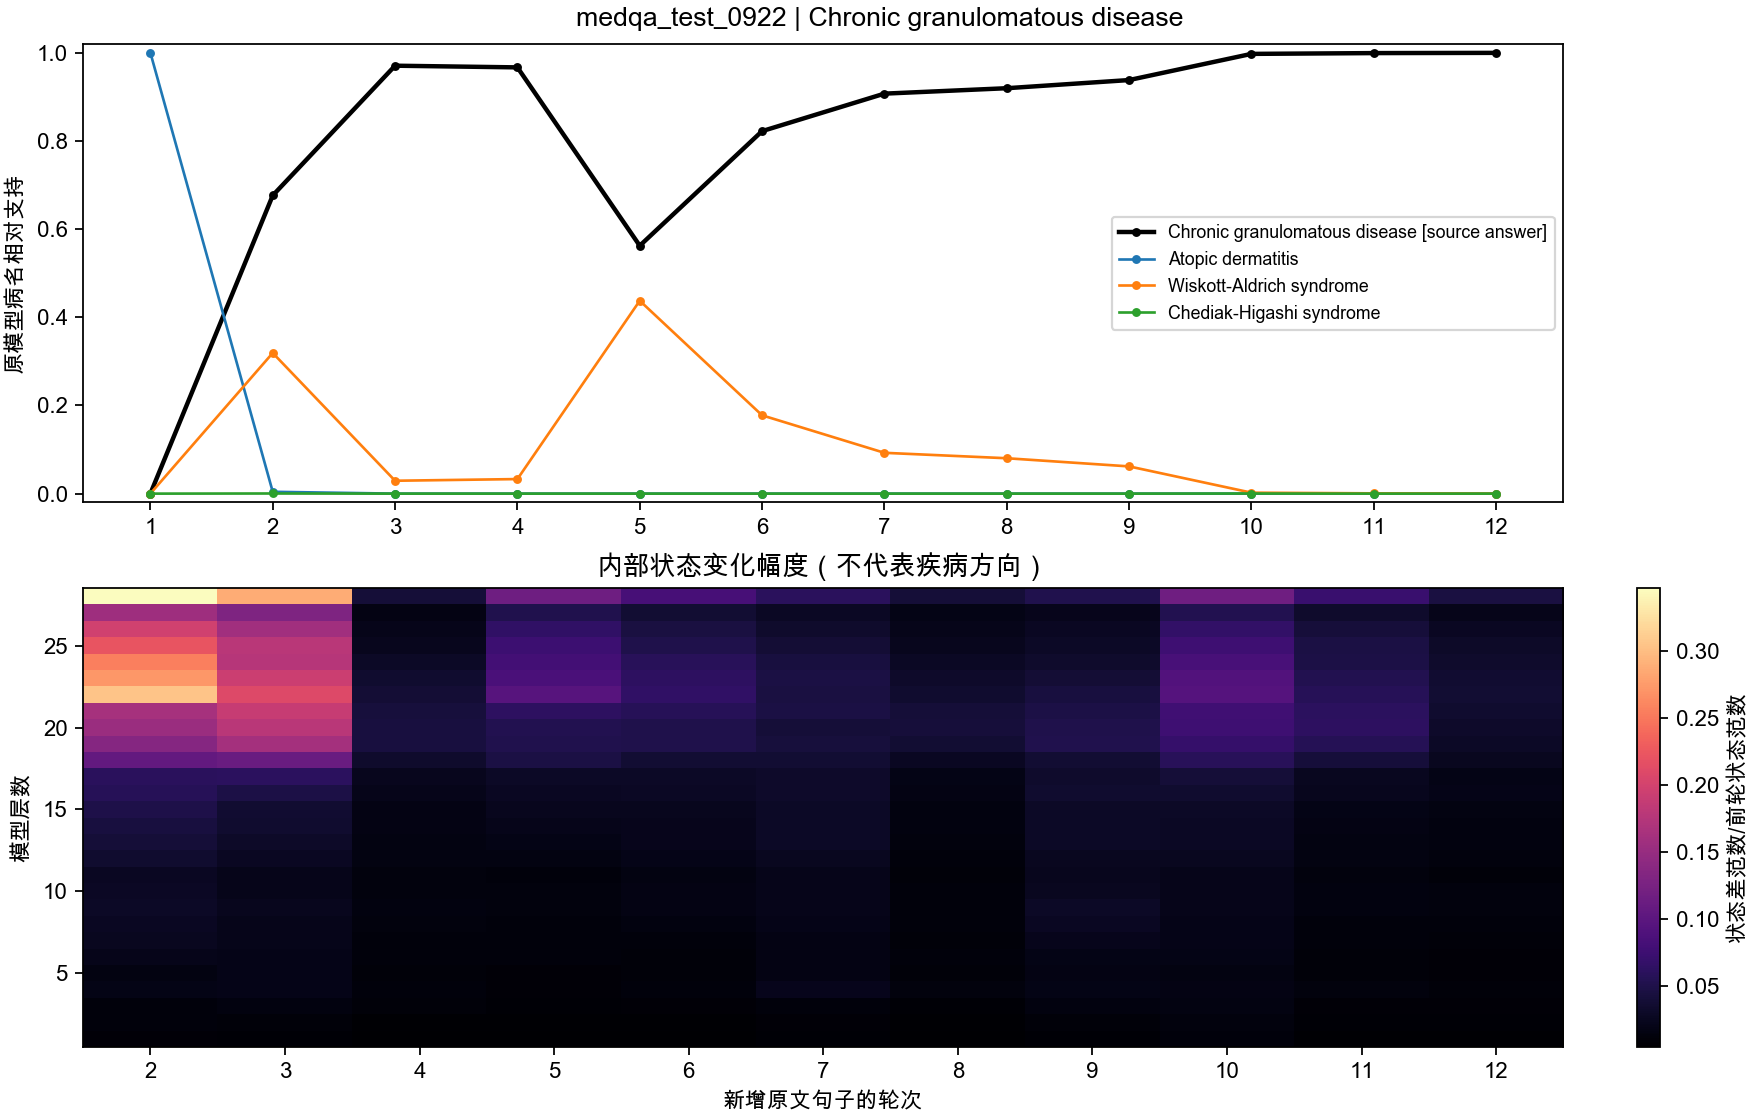 medqa_test_0922 | Chronic granulomatous disease
原模型病名相对支持
1.0
0.8
0.6
0.4
0.2
0.0
Chronic granulomatous disease [source answer]
Atopic dermatitis
Wiskott-Aldrich syndrome
Chediak-Higashi syndrome
1 2 3 4 5 6 7 8 9 10 11 12
内部状态变化幅度（不代表疾病方向）
模型层数
25
20
15
10
5
2 3 4 5 6 7 8 9 10 11 12
新增原文句子的轮次
0.30
0.25
0.20
0.15
0.10
0.05
状态差范数/前轮状态范数